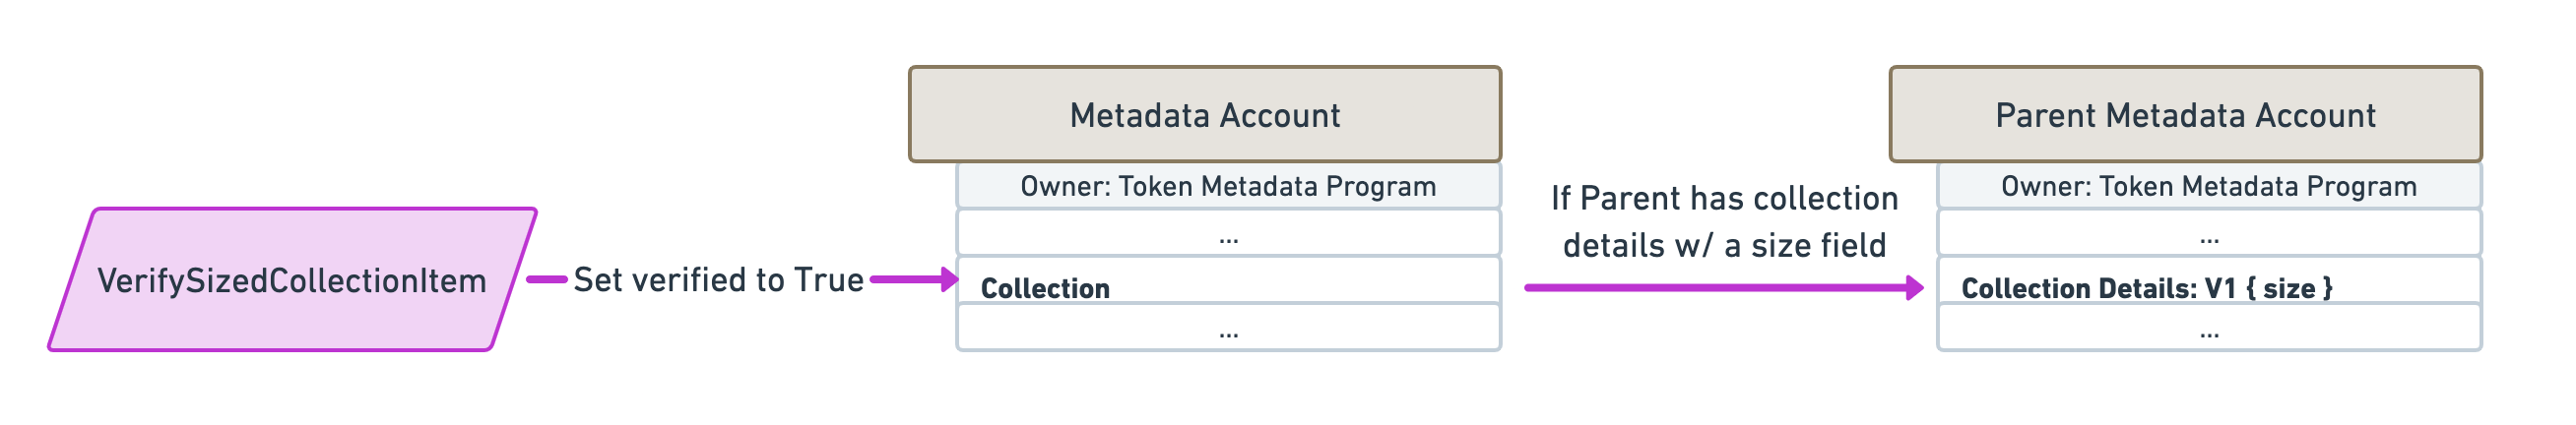 VerifySizedCollectionItem
Set verified to True
Metadata Account
Owner: Token Metadata Program
...
Collection
...
If Parent has collection
details w/ a size field
Parent Metadata Account
Owner: Token Metadata Program
...
Collection Details: V1 { size }
...